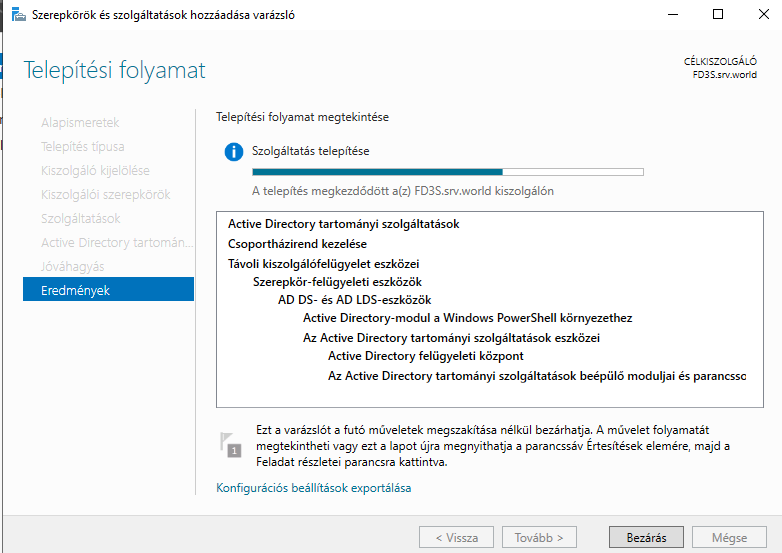 Szerepkörök és szolgáltatások hozzáadása varázsló
Telepítési folyamat
CÉLKISZOLGÁLÓ
FD3S.srv.world
Alapismeretek
Telepítés típusa
Kiszolgáló kijelölése
Kiszolgálói szerepkörök
Szolgáltatások
Active Directory tartomán...
Jóváhagyás
Eredmények
Telepítési folyamat megtekintése
Szolgáltatás telepítése
A telepítés megkezdődött a(z) FD3S.srv.world kiszolgálón
Active Directory tartományi szolgáltatások
Csoportházirend kezelése
Távoli kiszolgálófelügyelet eszközei
Szerepkör-felügyeleti eszközök
AD DS- és AD LDS-eszközök
Active Directory-modul a Windows PowerShell környezethez
Az Active Directory tartományi szolgáltatások eszközei
Active Directory felügyeleti központ
Az Active Directory tartományi szolgáltatások beépülő moduljai és parancsso
1
Ezt a varázslót a futó műveletek megszakítása nélkül bezárhatja. A művelet folyamatát
megtekintheti vagy ezt a lapot újra megnyithatja a parancssáv Értesítések elemére, majd a
Feladat részletei parancsra kattintva.
Konfigurációs beállítások exportálása
< Vissza
Tovább >
Bezárás
Mégse